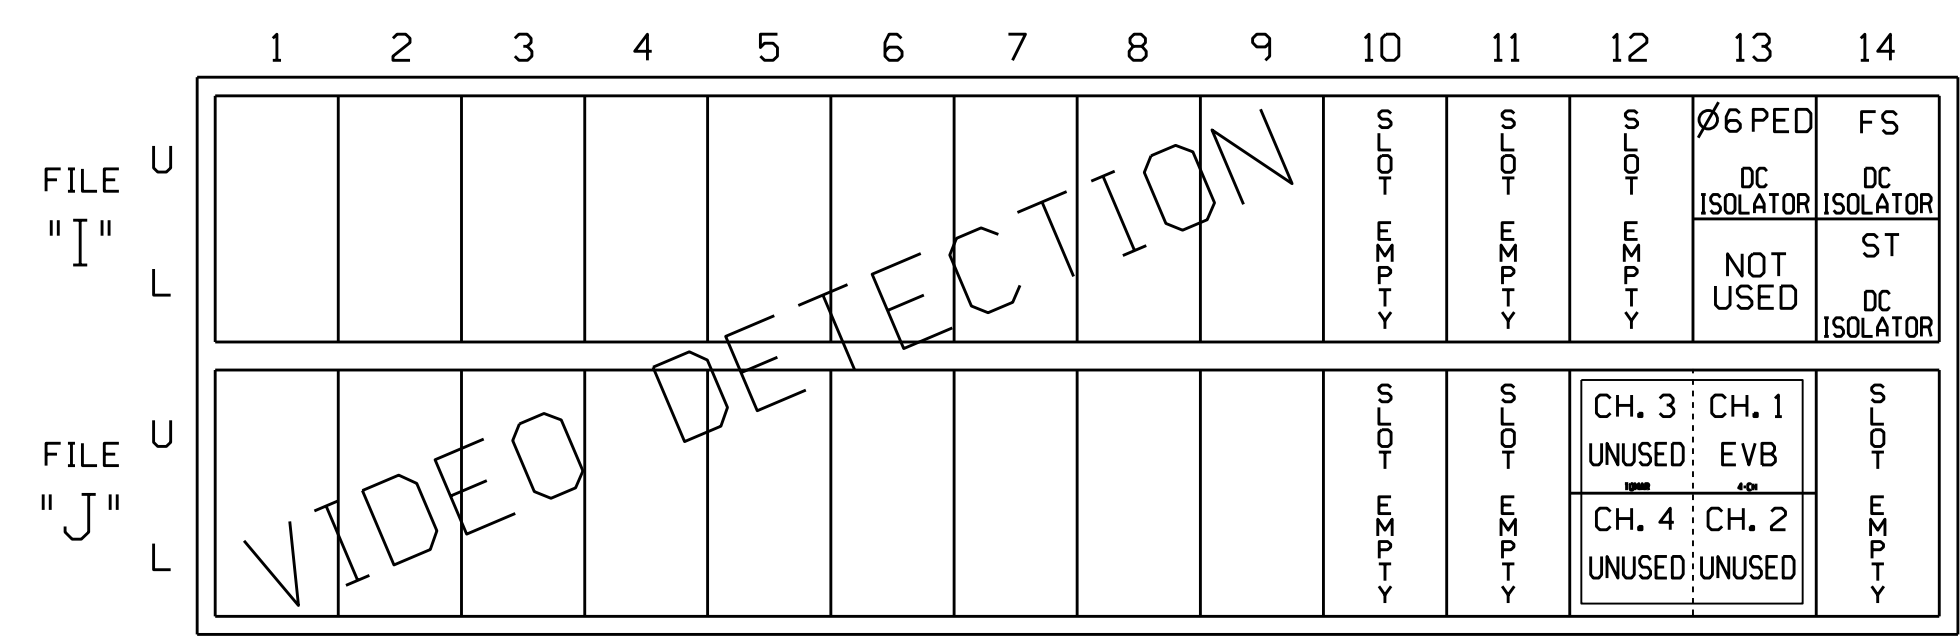 1 2 3 4 5 6 7 8 9 10 11 12 13 14
FILE "I"
U
L
SLOT EMPTY
SLOT EMPTY
SLOT EMPTY
Ø6 PED
DC
ISOLATOR
NOT
USED
FS
DC
ISOLATOR
ST
DC
ISOLATOR
VIDEO DETECTION
FILE "J"
U
L
SLOT EMPTY
SLOT EMPTY
CH. 3
UNUSED
CH. 1
EVB
CH. 4
UNUSED
CH. 2
UNUSED
SLOT EMPTY